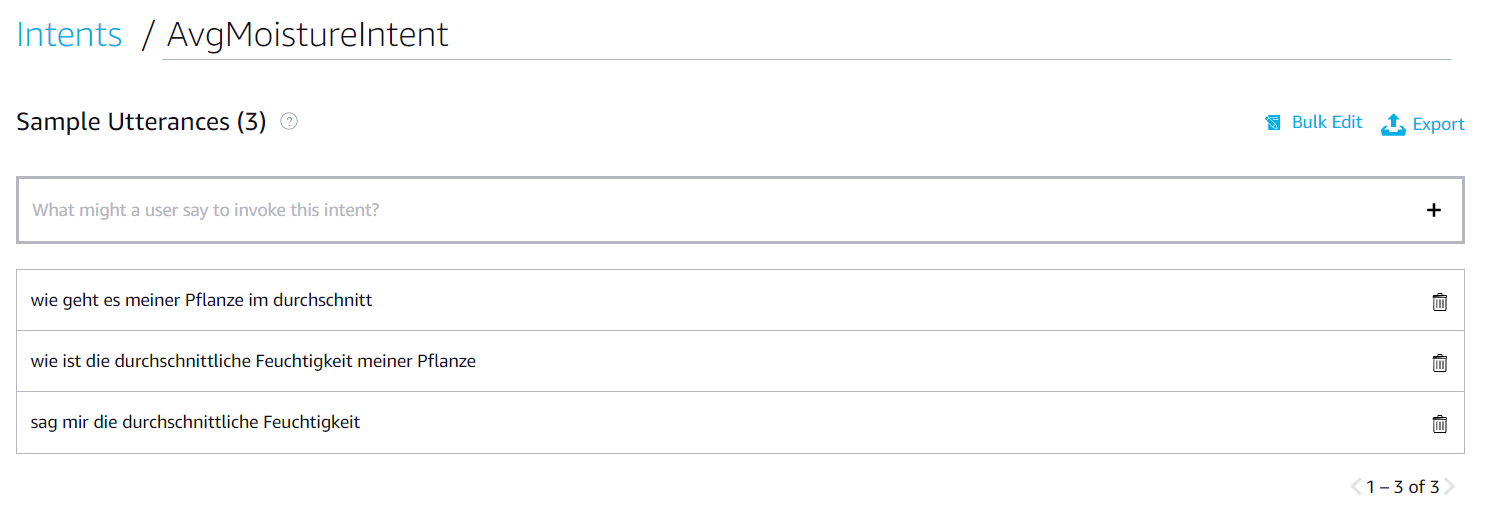 Intents / AvgMoistureIntent
Sample Utterances (3) ?
Bulk Edit Export
What might a user say to invoke this intent? +
wie geht es meiner Pflanze im durchschnitt
wie ist die durchschnittliche Feuchtigkeit meiner Pflanze
sag mir die durchschnittliche Feuchtigkeit
1 – 3 of 3